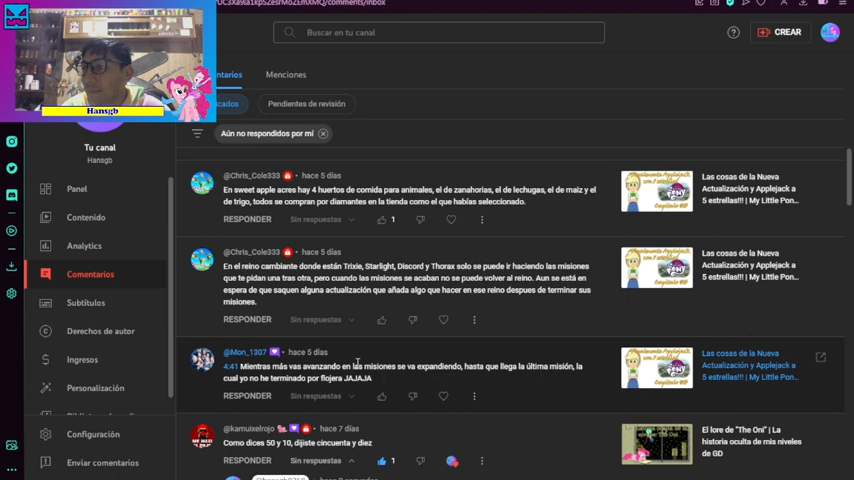 comments/inbox
Buscar en tu canal
CREAR
Hansgb
Menciones
Pendientes de revisión
Aún no respondidos por mí
Tu canal
Hansgb
Panel
Contenido
Analytics
Comentarios
Subtítulos
Derechos de autor
Ingresos
Personalización
Configuración
Enviar comentarios
@Chris_Cole333 hace 5 días
En sweet apple acres hay 4 huertos de comida para animales, el de zanahorias, el de lechugas, el de maiz y el
de trigo, todos se compran por diamantes en la tienda como el que habías seleccionado.
RESPONDER Sin respuestas 1
Las cosas de la Nueva
Actualización y Applejack a
5 estrellas!!! | My Little Pon...
@Chris_Cole333 hace 5 días
En el reino cambiante donde están Trixie, Starlight, Discord y Thorax solo se puede ir haciendo las misiones
que te pidan una tras otra, pero cuando las misiones se acaban no se puede volver al reino. Aun se está en
espera de que saquen alguna actualización que añada algo que hacer en ese reino despues de terminar sus
misiones.
RESPONDER Sin respuestas
Las cosas de la Nueva
Actualización y Applejack a
5 estrellas!!! | My Little Pon...
@Mon_1307 hace 5 días
4:41 Mientras más vas avanzando en las misiones se va expandiendo, hasta que llega la última misión, la
cual yo no he terminado por flojera JAJAJA
RESPONDER Sin respuestas
Las cosas de la Nueva
Actualización y Applejack a
5 estrellas!!! | My Little Pon...
@kamuixelrojo hace 7 días
Como dices 50 y 10, dijiste cincuenta y diez
RESPONDER Sin respuestas 1
El lore de "The Oni" | La
historia oculta de mis niveles
de GD